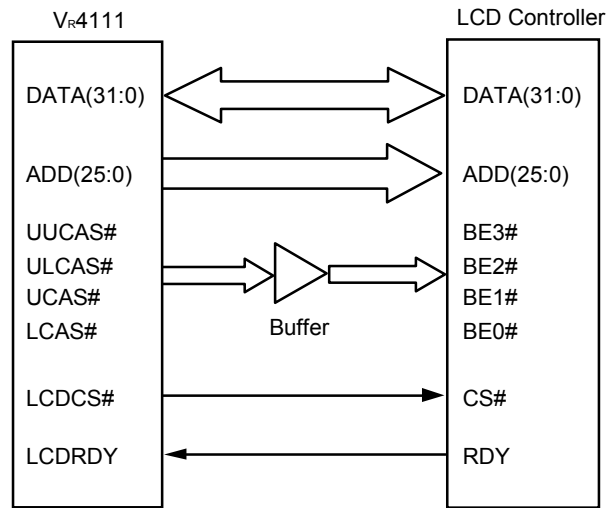 VR4111
LCD Controller
DATA(31:0)
DATA(31:0)
ADD(25:0)
ADD(25:0)
UUCAS#
BE3#
ULCAS#
BE2#
UCAS#
BE1#
LCAS#
Buffer
BE0#
LCDCS#
CS#
LCDRDY
RDY